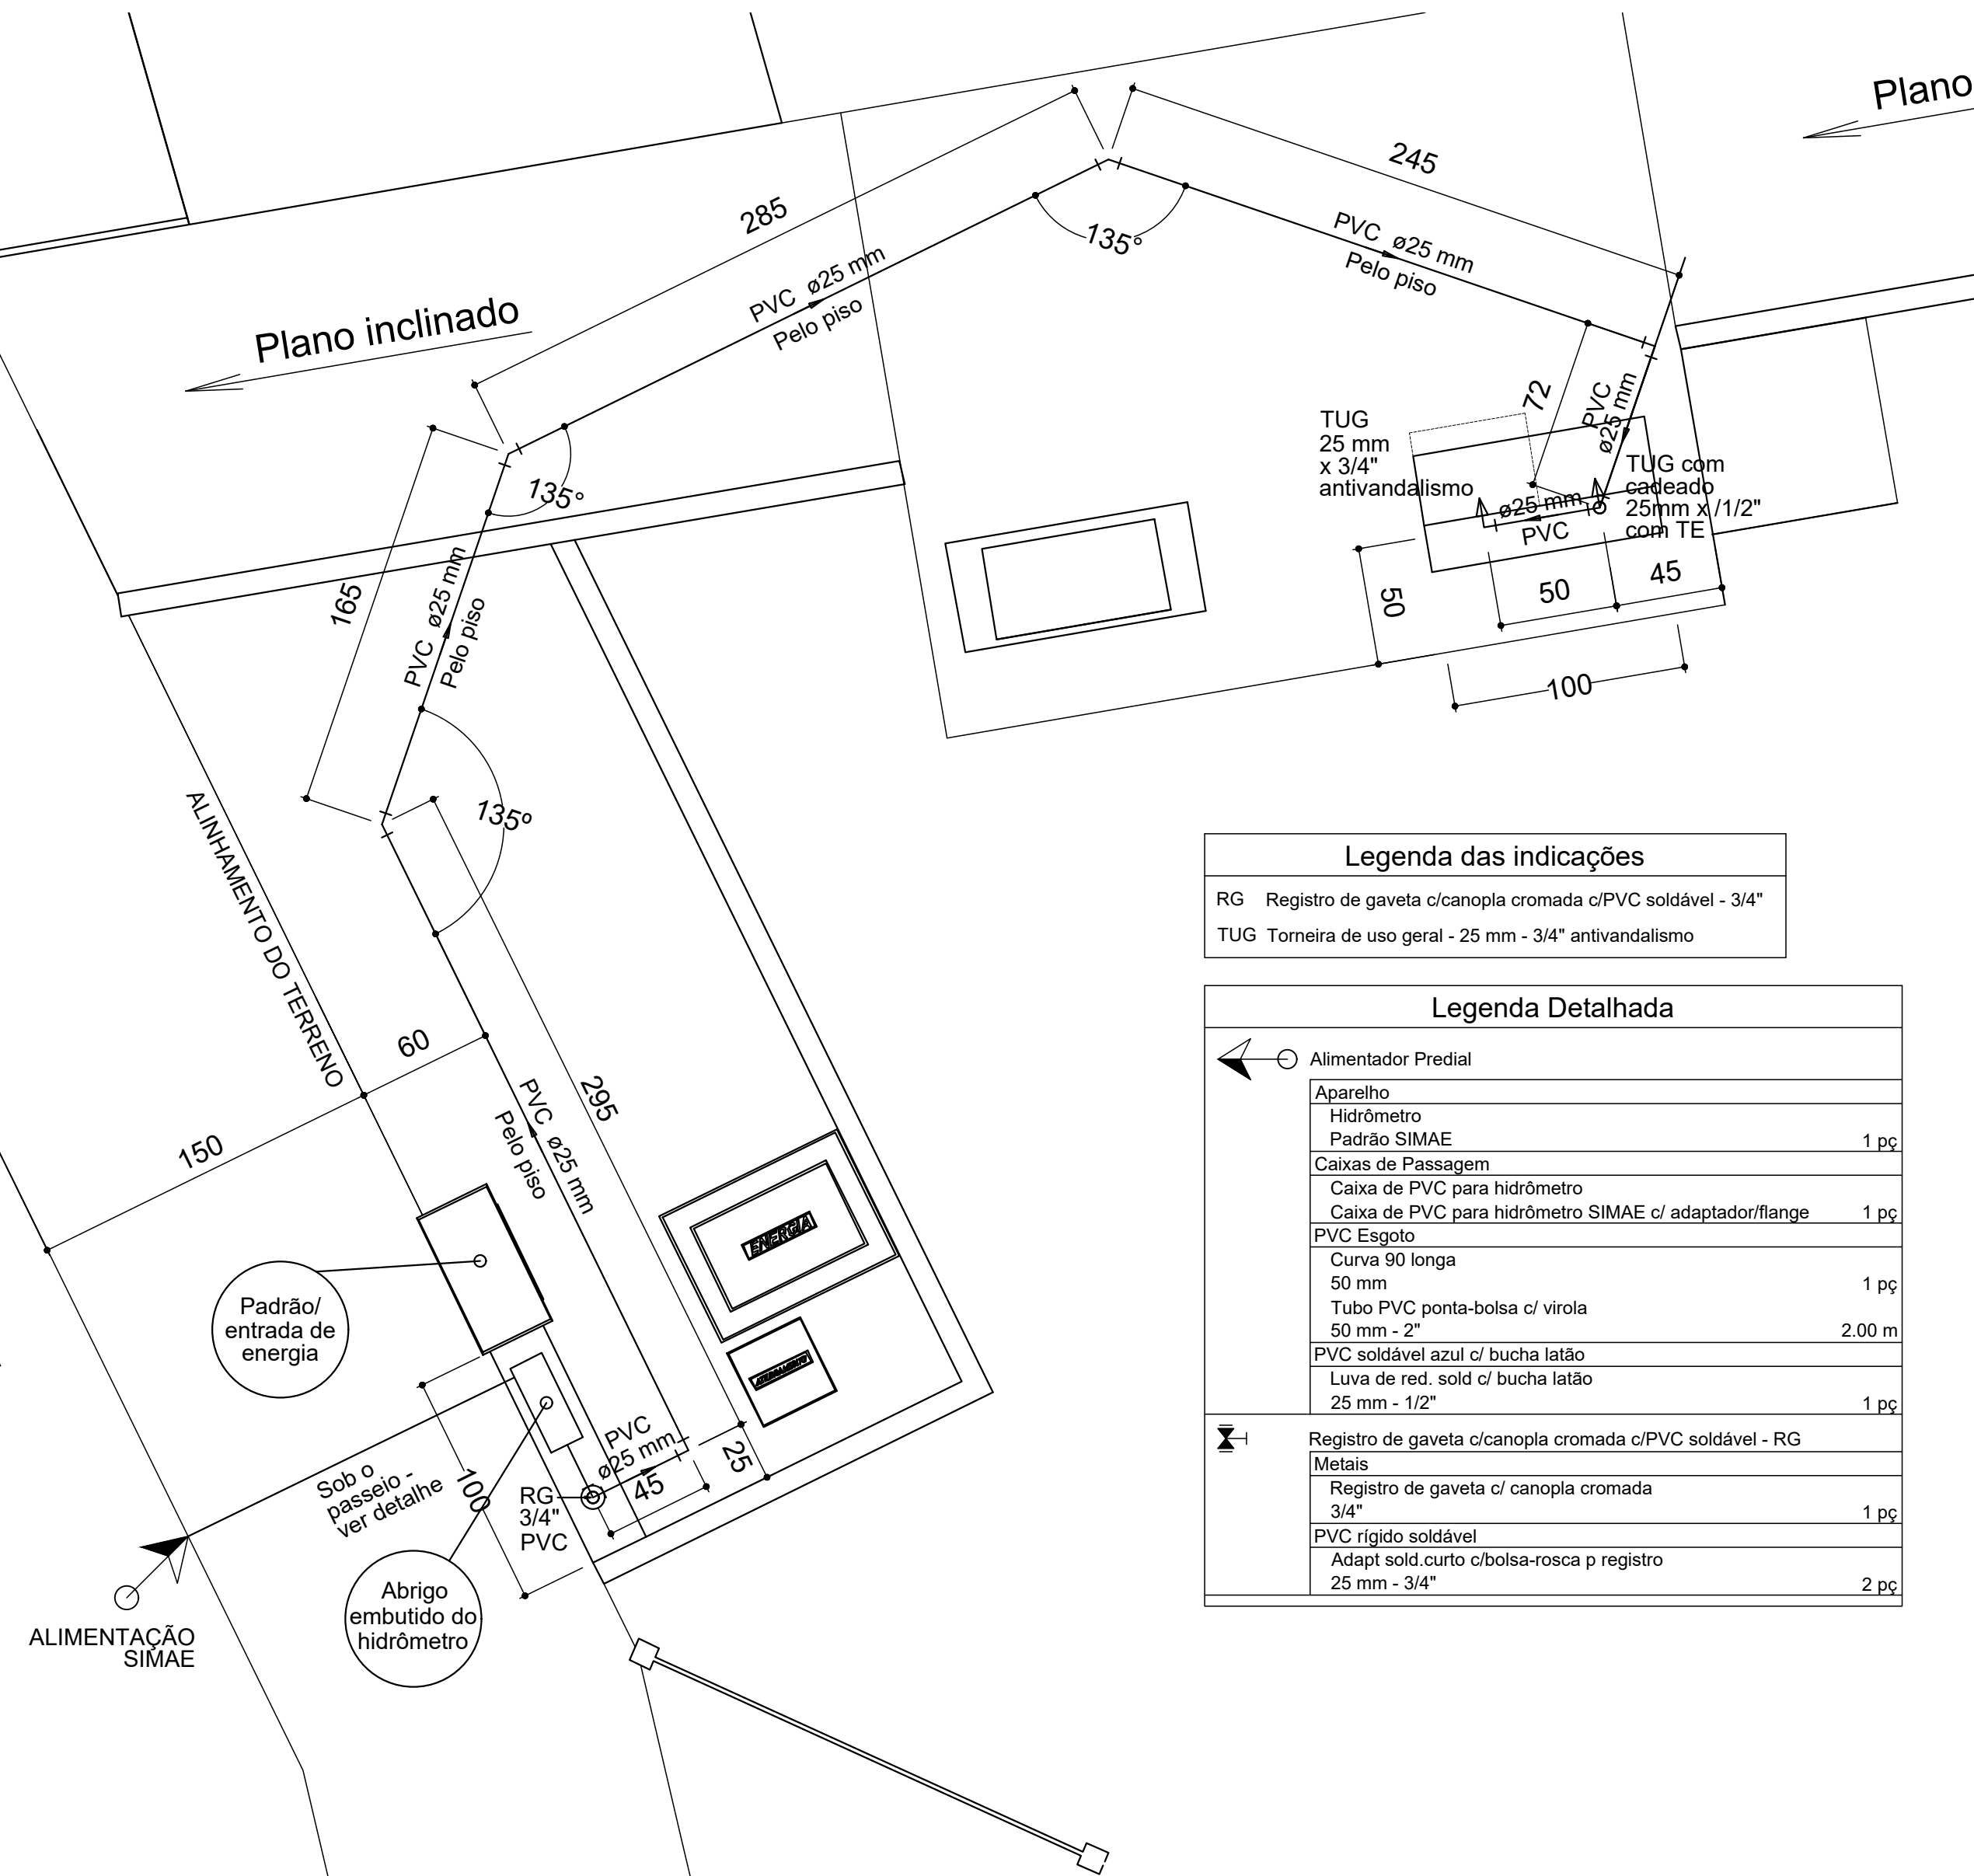 Plano
245
285
135°
PVC ø25 mm
Pelo piso
PVC ø25 mm
Pelo piso
Plano inclinado
72
PVC
ø25 mm
TUG
25 mm
x 3/4"
antivandalismo
TUG com
cadeado
25mm x /1/2"
com TE
ø25 mm
PVC
135°
165
PVC ø25 mm
Pelo piso
50
50
45
100
135º
ALINHAMENTO DO TERRENO
60
150
295
PVC ø25 mm
Pelo piso
ENERGIA
Padrão/
entrada de
energia
ATERRAMENTO
PVC
ø25 mm
25
45
100
Sob o
passeio -
ver detalhe
RG
3/4"
PVC
Abrigo
embutido do
hidrômetro
ALIMENTAÇÃO
SIMAE
Legenda das indicações
RG Registro de gaveta c/canopla cromada c/PVC soldável - 3/4"
TUG Torneira de uso geral - 25 mm - 3/4" antivandalismo
Legenda Detalhada
Alimentador Predial
Aparelho
Hidrômetro
Padrão SIMAE 1 pç
Caixas de Passagem
Caixa de PVC para hidrômetro
Caixa de PVC para hidrômetro SIMAE c/ adaptador/flange 1 pç
PVC Esgoto
Curva 90 longa
50 mm 1 pç
Tubo PVC ponta-bolsa c/ virola
50 mm - 2" 2.00 m
PVC soldável azul c/ bucha latão
Luva de red. sold c/ bucha latão
25 mm - 1/2" 1 pç
Registro de gaveta c/canopla cromada c/PVC soldável - RG
Metais
Registro de gaveta c/ canopla cromada
3/4" 1 pç
PVC rígido soldável
Adapt sold.curto c/bolsa-rosca p registro
25 mm - 3/4" 2 pç